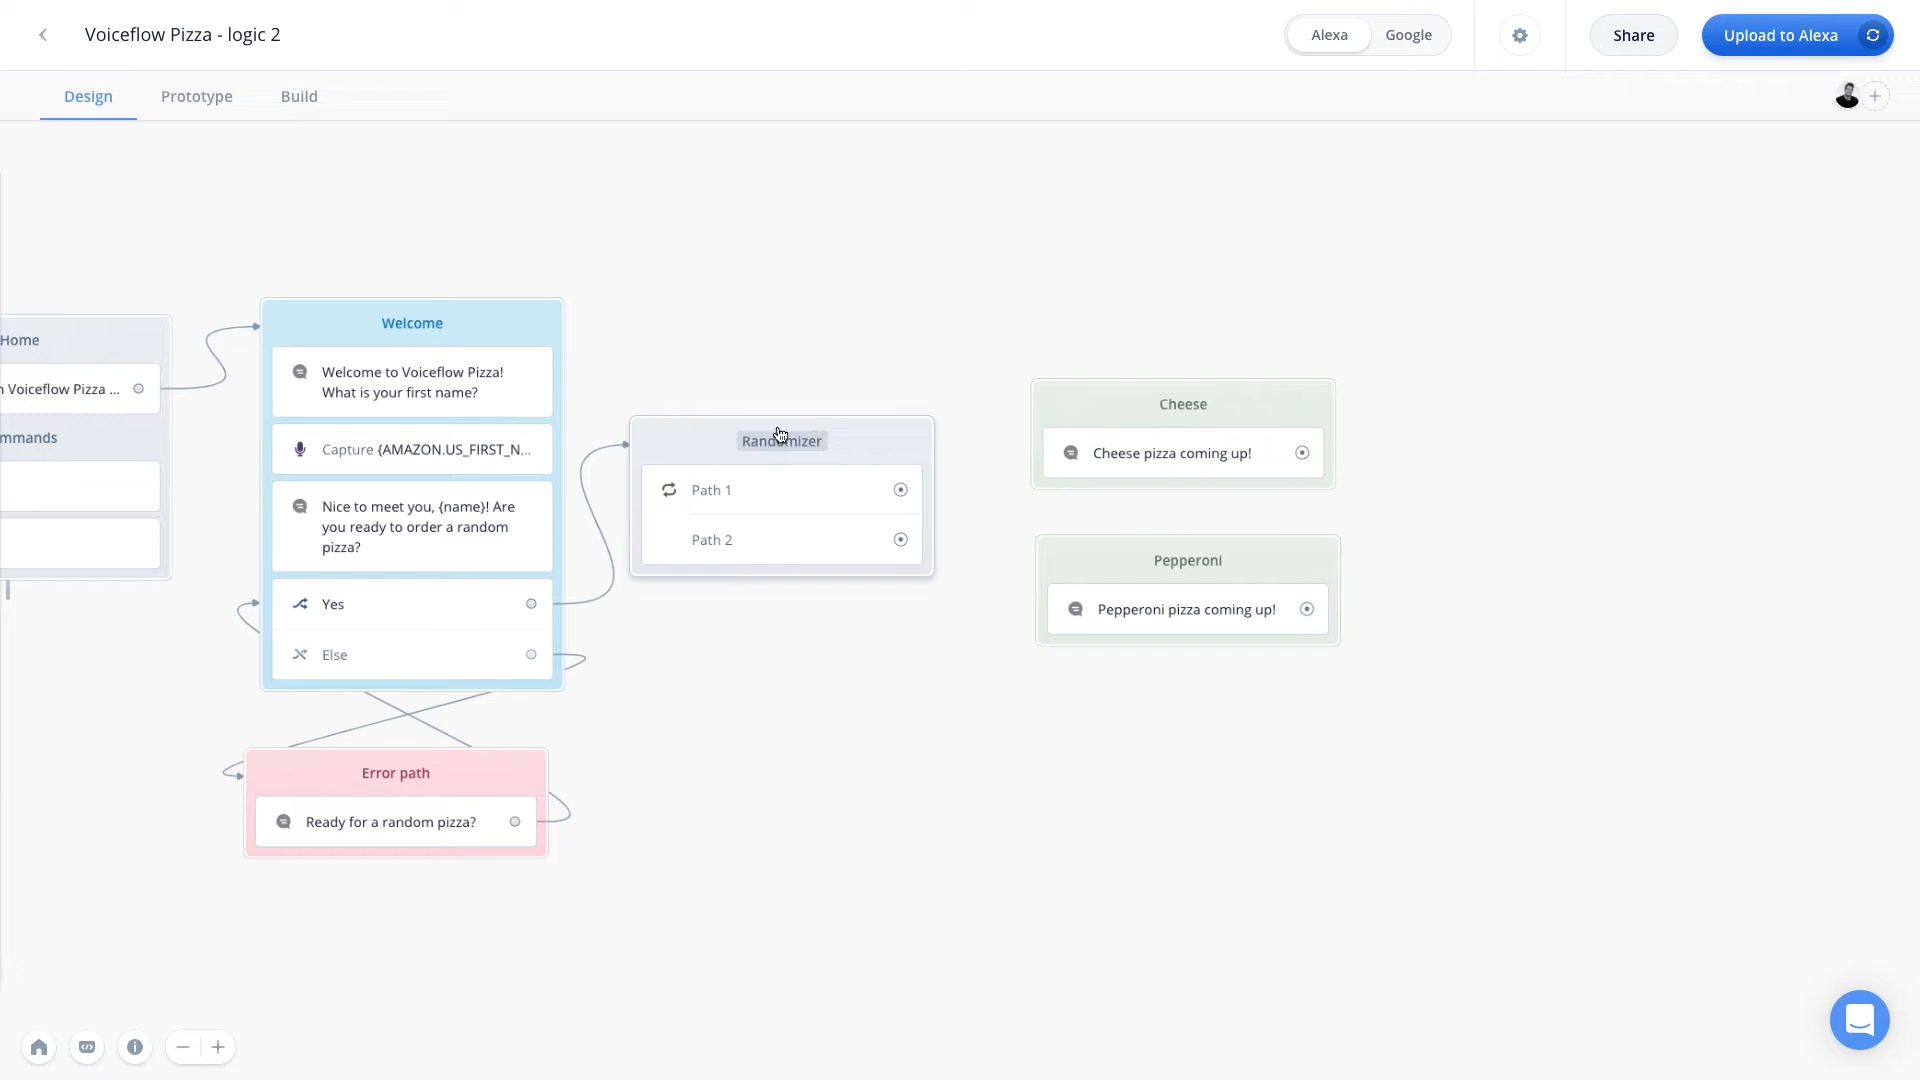 Voiceflow Pizza - logic 2
Alexa
Google
Share
Upload to Alexa
Design
Prototype
Build
Home
n Voiceflow Pizza ...
mmands
Welcome
Welcome to Voiceflow Pizza!
What is your first name?
Capture {AMAZON.US_FIRST_N...
Nice to meet you, {name}! Are
you ready to order a random
pizza?
Yes
Else
Error path
Ready for a random pizza?
Randomizer
Path 1
Path 2
Cheese
Cheese pizza coming up!
Pepperoni
Pepperoni pizza coming up!